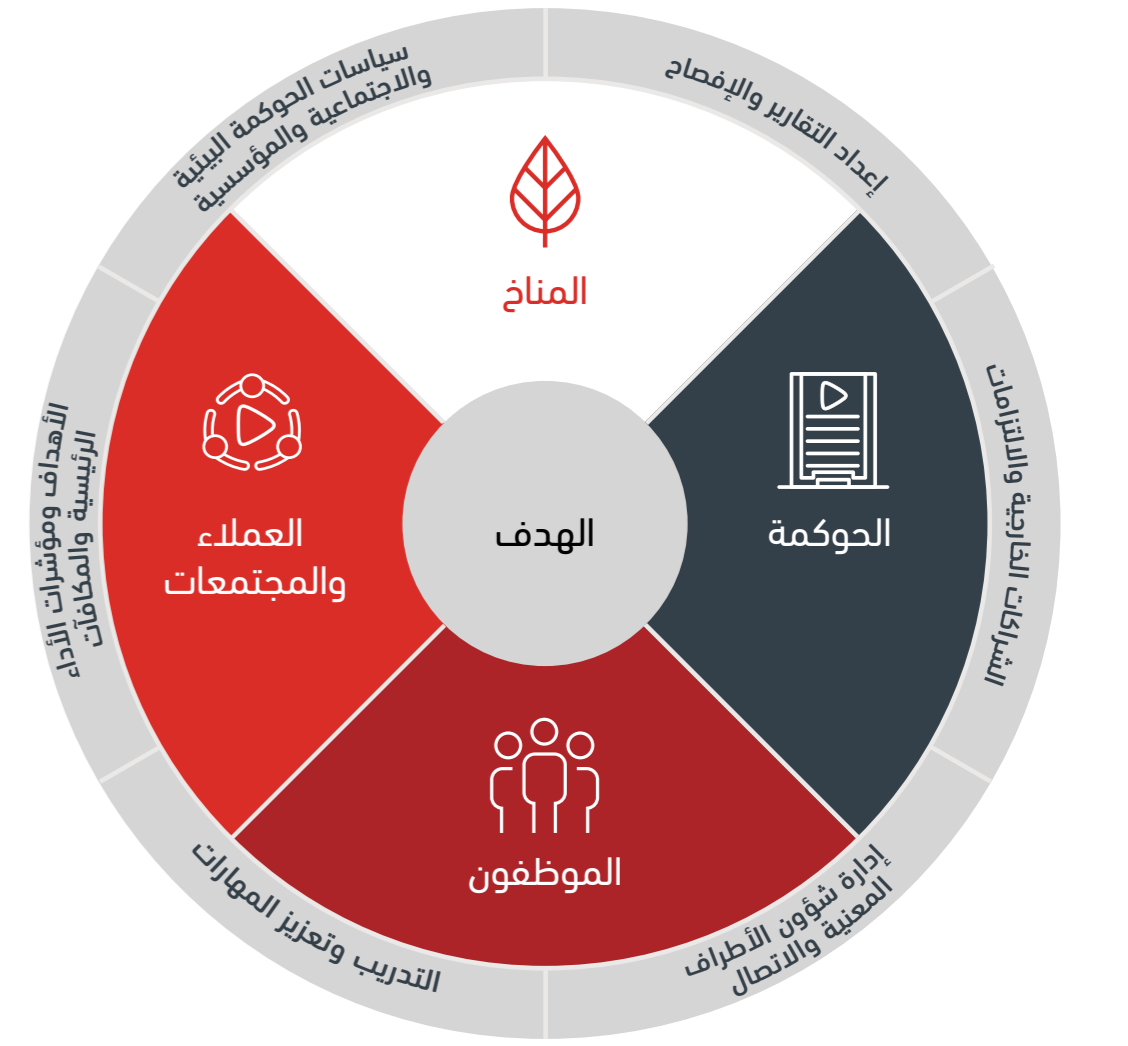 إعداد التقارير والإفصاح
سياسات الحوكمة البيئية
والاجتماعية والمؤسسية
المناخ
الشراكات الخارجية والالتزامات
الحوكمة
الهدف
العملاء
والمجتمعات
الأهداف ومؤشرات الأداء
الرئيسية والمكافآت
الموظفون
إدارة شؤون الأطراف
المعنية والاتصال
التدريب وتعزيز المهارات